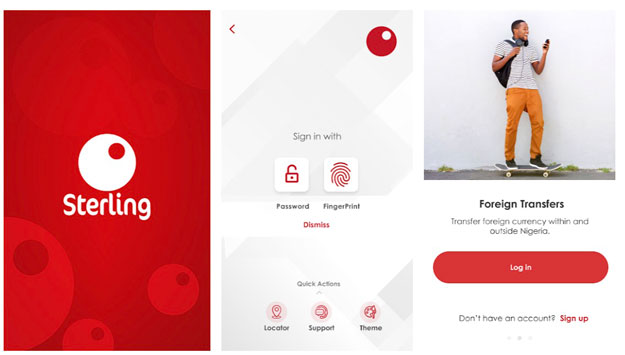 Sterling
Sign in with
Password
FingerPrint
Dismiss
Quick Actions
Locator
Support
Theme
Foreign Transfers
Transfer foreign currency within and
outside Nigeria.
Log In
Don't have an account? Sign up